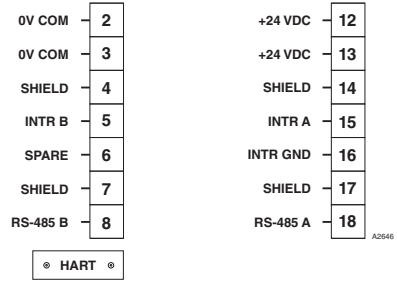 0V COM 2
0V COM 3
SHIELD 4
INTR B 5
SPARE 6
SHIELD 7
RS-485 B 8
HART
+24 VDC 12
+24 VDC 13
SHIELD 14
INTR A 15
INTR GND 16
SHIELD 17
RS-485 A 18
A2646